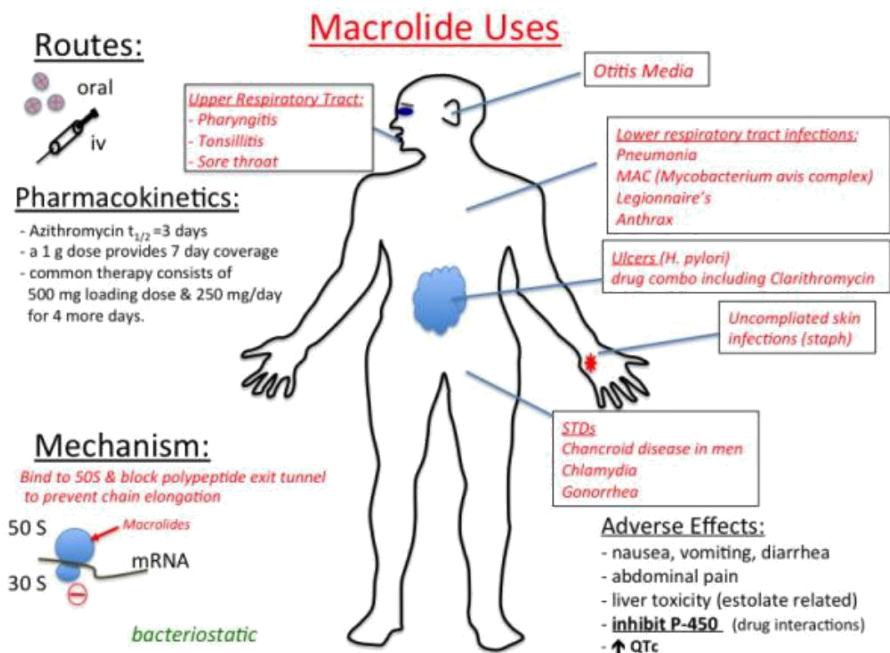 Macrolide Uses
Routes:
oral
iv
Upper Respiratory Tract:
- Pharyngitis
- Tonsillitis
- Sore throat
Otitis Media
Lower respiratory tract infections:
Pneumonia
MAC (Mycobacterium avis complex)
Legionnaire's
Anthrax
Pharmacokinetics:
- Azithromycin t1/2 =3 days
- a 1 g dose provides 7 day coverage
- common therapy consists of
500 mg loading dose & 250 mg/day
for 4 more days.
Ulcers (H. pylori)
drug combo including Clarithromycin
Uncompliated skin
infections (staph)
STDs
Chancroid disease in men
Chlamydia
Gonorrhea
Mechanism:
Bind to 50S & block polypeptide exit tunnel
to prevent chain elongation
50 S
Macrolides
mRNA
30 S
bacteriostatic
Adverse Effects:
- nausea, vomiting, diarrhea
- abdominal pain
- liver toxicity (estolate related)
- inhibit P-450 (drug interactions)
- ↑ QTc